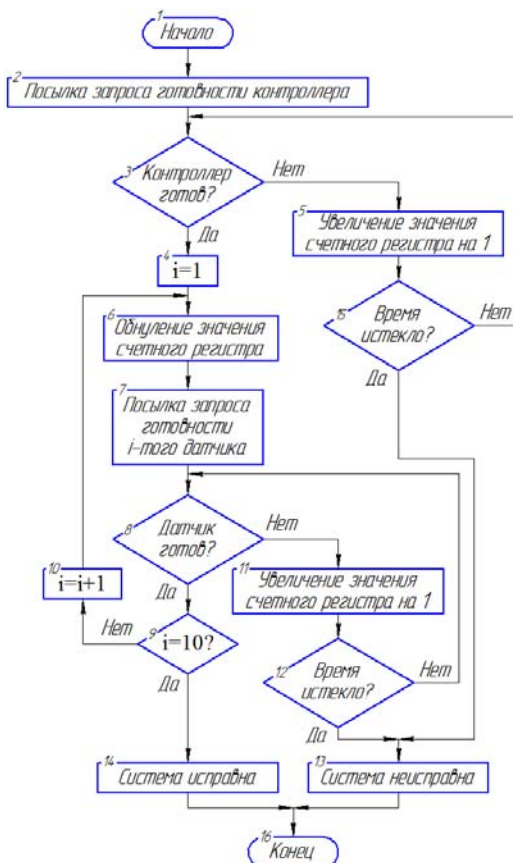 1
Начало
2
Посылка запроса готовности контроллера
3
Контроллер
готов?
Нет
Да
5
Увеличение значения
счетного регистра на 1
4
i=1
15
Время
истекло?
Нет
Да
6
Обнуление значения
счетного регистра
7
Посылка запроса
готовности
i-того датчика
8
Датчик
готов?
Нет
Да
10
i=i+1
11
Увеличение значения
счетного регистра на 1
9
i=10?
Нет
Да
12
Время
истекло?
Нет
Да
14
Система исправна
13
Система неисправна
16
Конец